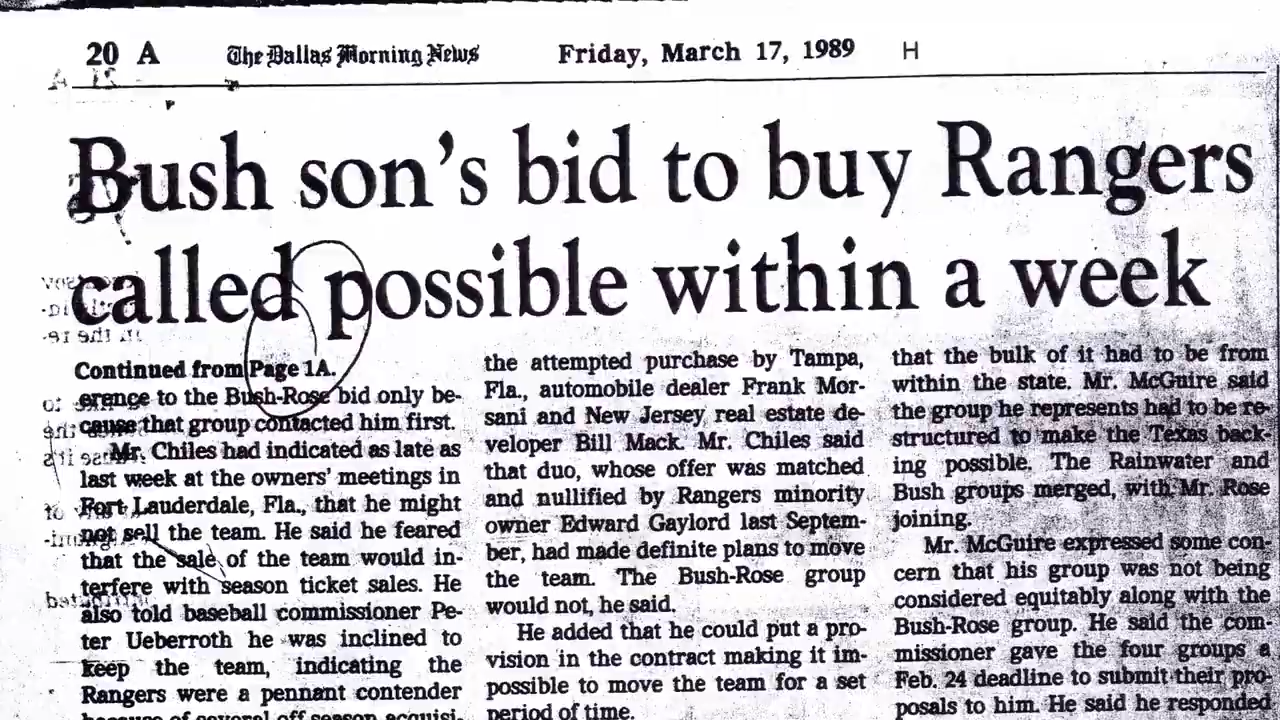 20 A The Dallas Morning News Friday, March 17, 1989 H
Bush son's bid to buy Rangers
called possible within a week
Continued from Page 1A.
erence to the Bush-Rose bid only be-
cause that group contacted him first.
Mr. Chiles had indicated as late as
last week at the owners' meetings in
Fort Lauderdale, Fla., that he might
not sell the team. He said he feared
that the sale of the team would in-
terfere with season ticket sales. He
also told baseball commissioner Pe-
ter Ueberroth he was inclined to
keep the team, indicating the
Rangers were a pennant contender
because of several off-season acquisi-
the attempted purchase by Tampa,
Fla., automobile dealer Frank Mor-
sani and New Jersey real estate de-
veloper Bill Mack. Mr. Chiles said
that duo, whose offer was matched
and nullified by Rangers minority
owner Edward Gaylord last Septem-
ber, had made definite plans to move
the team. The Bush-Rose group
would not, he said.
He added that he could put a pro-
vision in the contract making it im-
possible to move the team for a set
period of time.
that the bulk of it had to be from
within the state. Mr. McGuire said
the group he represents had to be re-
structured to make the Texas back-
ing possible. The Rainwater and
Bush groups merged, with Mr. Rose
joining.
Mr. McGuire expressed some con-
cern that his group was not being
considered equitably along with the
Bush-Rose group. He said the com-
missioner gave the four groups a
Feb. 24 deadline to submit their pro-
posals to him. He said he responded